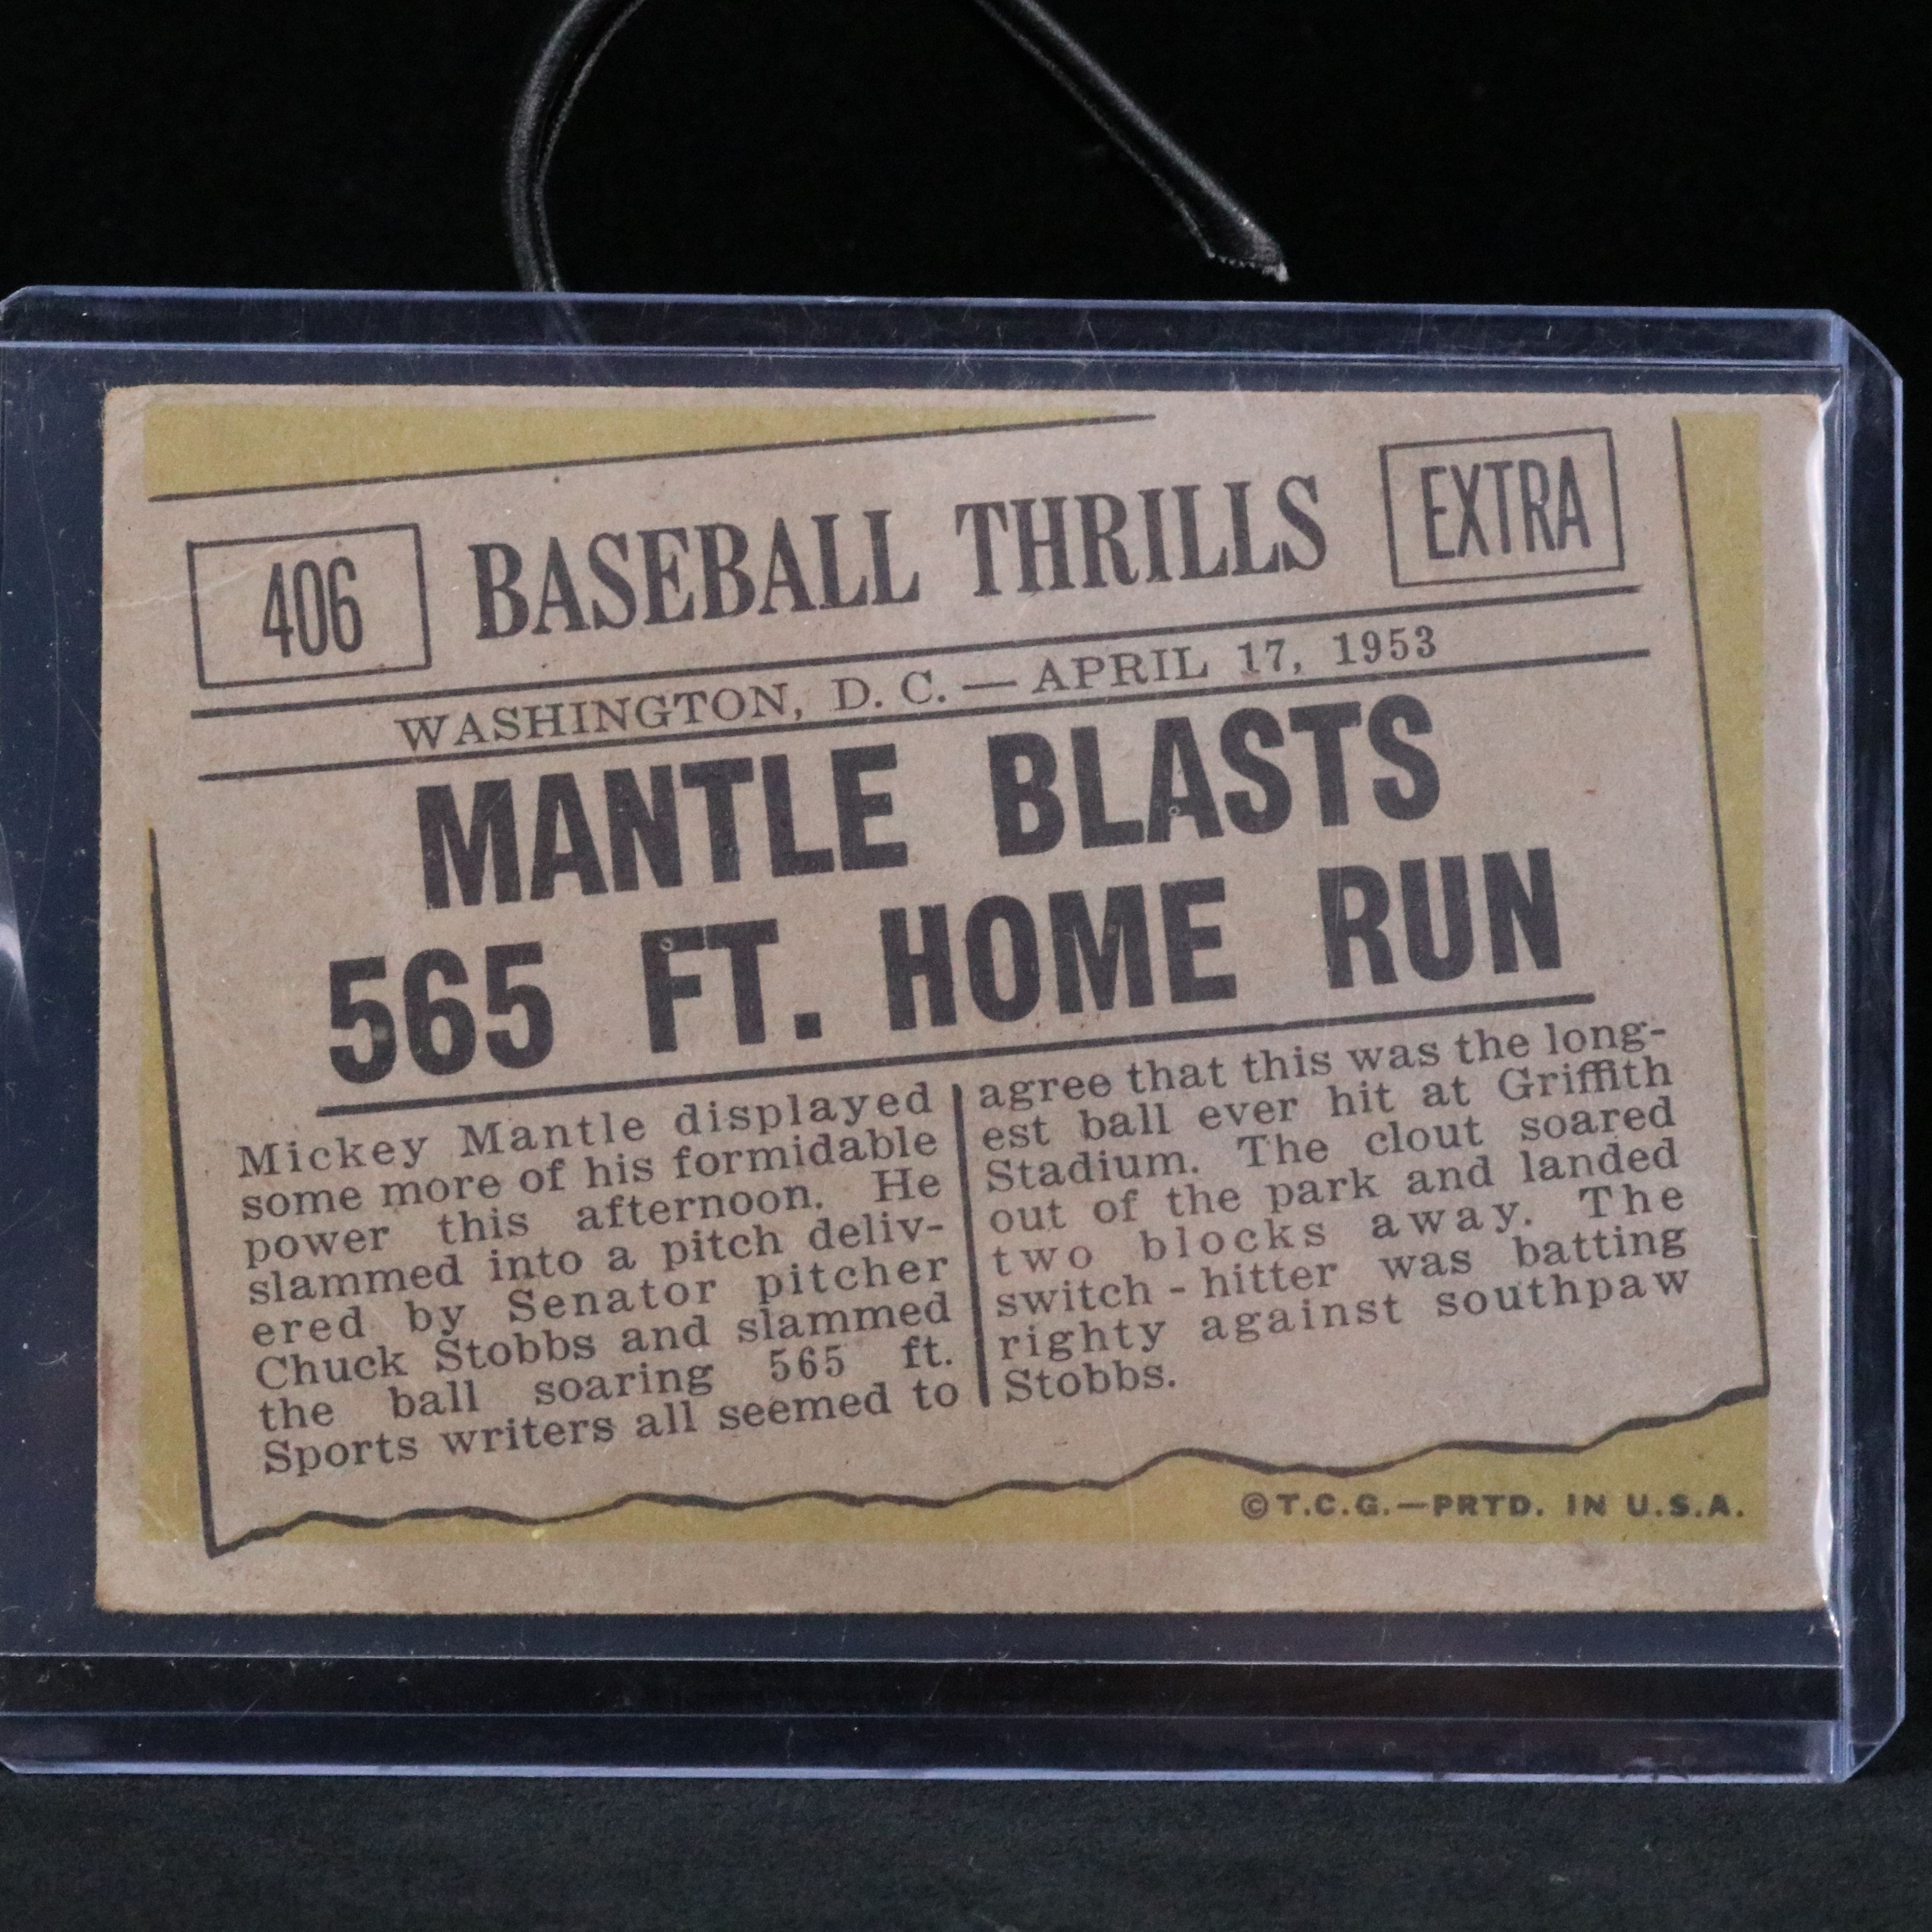 406 BASEBALL THRILLS EXTRA
WASHINGTON, D. C. — APRIL 17, 1953
MANTLE BLASTS
565 FT. HOME RUN
Mickey Mantle displayed
some more of his formidable
power this afternoon. He
slammed into a pitch deliv-
ered by Senator pitcher
Chuck Stobbs and slammed
the ball soaring 565 ft.
Sports writers all seemed to
agree that this was the long-
est ball ever hit at Griffith
Stadium. The clout soared
out of the park and landed
two blocks away. The
switch - hitter was batting
righty against southpaw
Stobbs.
©T.C.G.—PRTD. IN U.S.A.